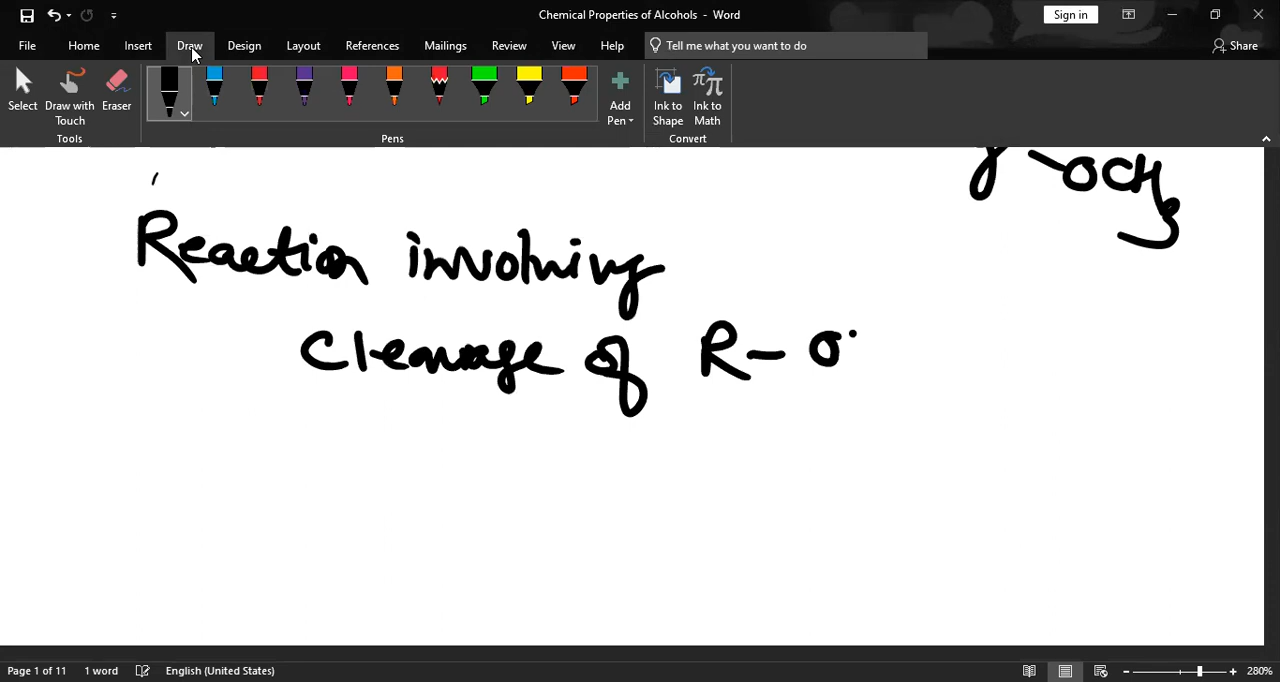 Chemical Properties of Alcohols - Word
Sign in
File Home Insert Draw Design Layout References Mailings Review View Help Tell me what you want to do Share
Select Draw with Touch Eraser Add Pen Ink to Shape Ink to Math
Tools Pens Convert
OCH3
Reaction involving
Cleavage of R- O
Page 1 of 11 1 word English (United States) 280%